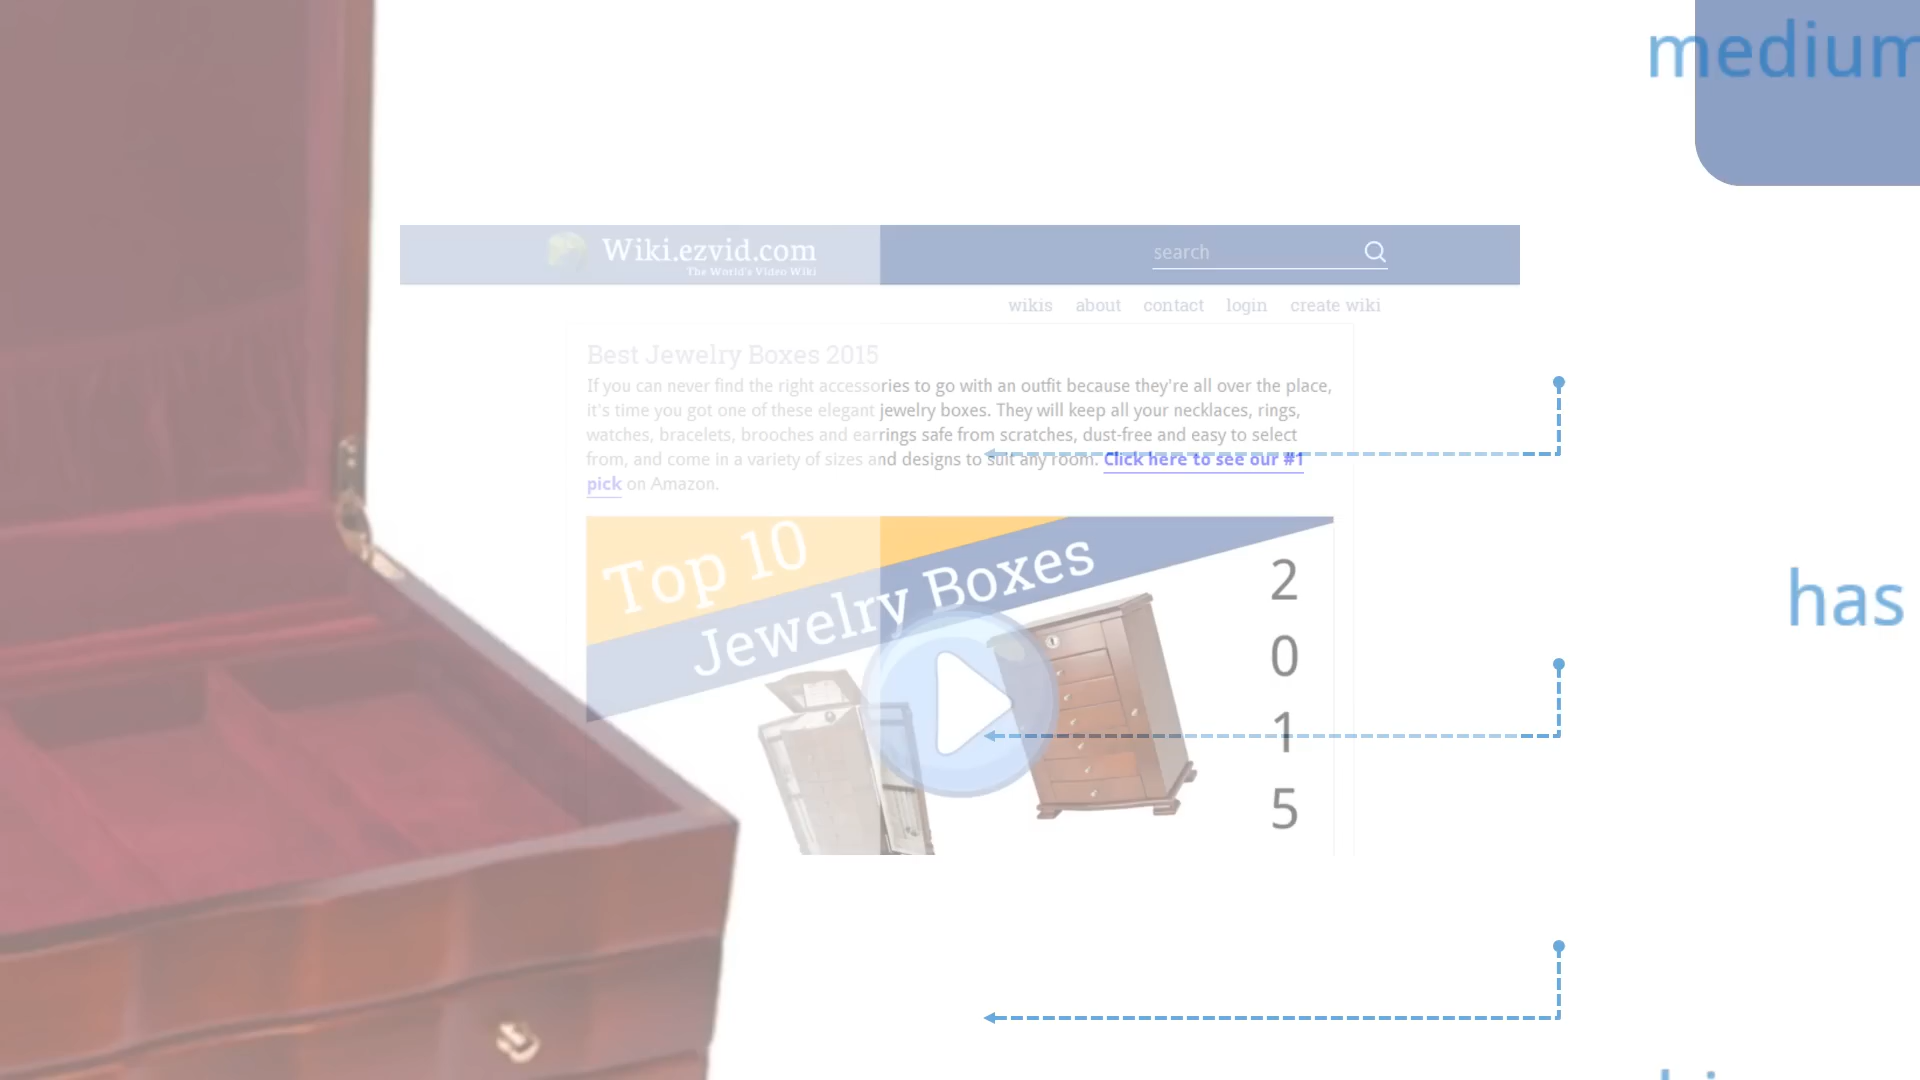 medium
Wiki.ezvid.com
The World's Video Wiki
search
wikis about contact login create wiki
Best Jewelry Boxes 2015
If you can never find the right accessories to go with an outfit because they're all over the place,
it's time you got one of these elegant jewelry boxes. They will keep all your necklaces, rings,
watches, bracelets, brooches and earrings safe from scratches, dust-free and easy to select
from, and come in a variety of sizes and designs to suit any room. Click here to see our #1
pick on Amazon.
Top 10
Jewelry Boxes
2
0
1
5
has